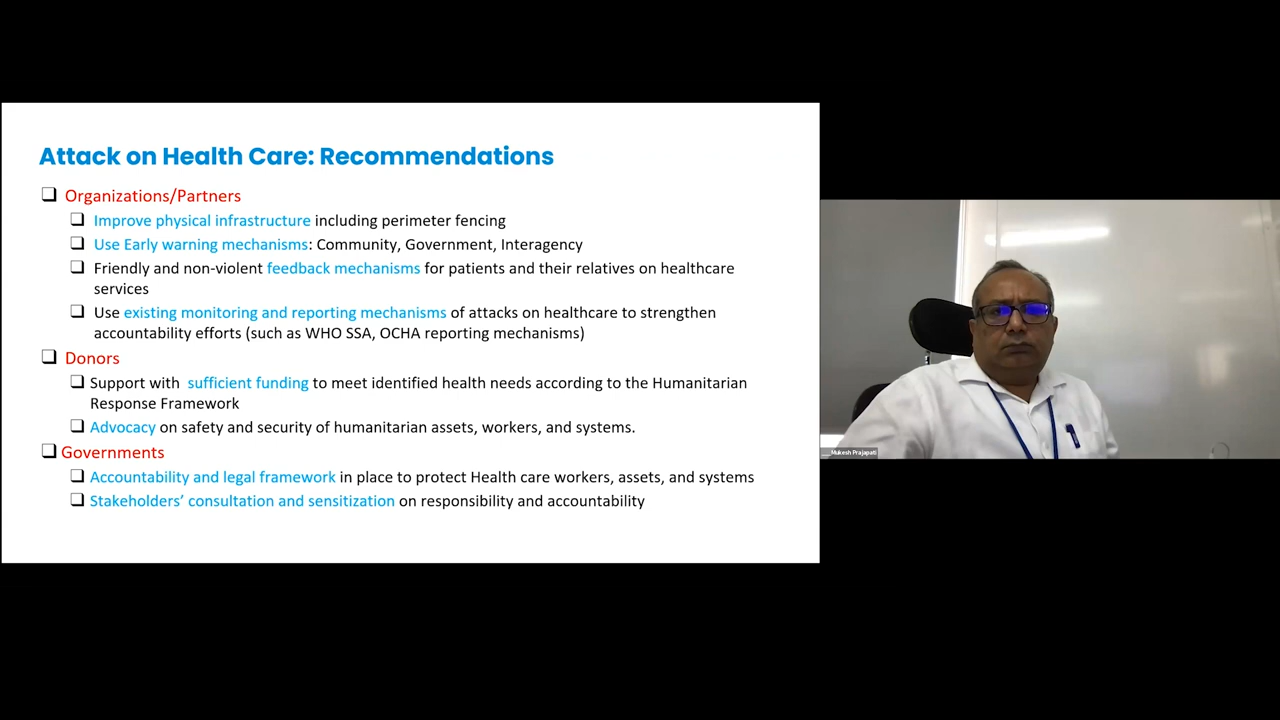 Attack on Health Care: Recommendations
Organizations/Partners
Improve physical infrastructure including perimeter fencing
Use Early warning mechanisms: Community, Government, Interagency
Friendly and non-violent feedback mechanisms for patients and their relatives on healthcare
services
Use existing monitoring and reporting mechanisms of attacks on healthcare to strengthen
accountability efforts (such as WHO SSA, OCHA reporting mechanisms)
Donors
Support with sufficient funding to meet identified health needs according to the Humanitarian
Response Framework
Advocacy on safety and security of humanitarian assets, workers, and systems.
Governments
Accountability and legal framework in place to protect Health care workers, assets, and systems
Stakeholders’ consultation and sensitization on responsibility and accountability
Mukesh Prajapati